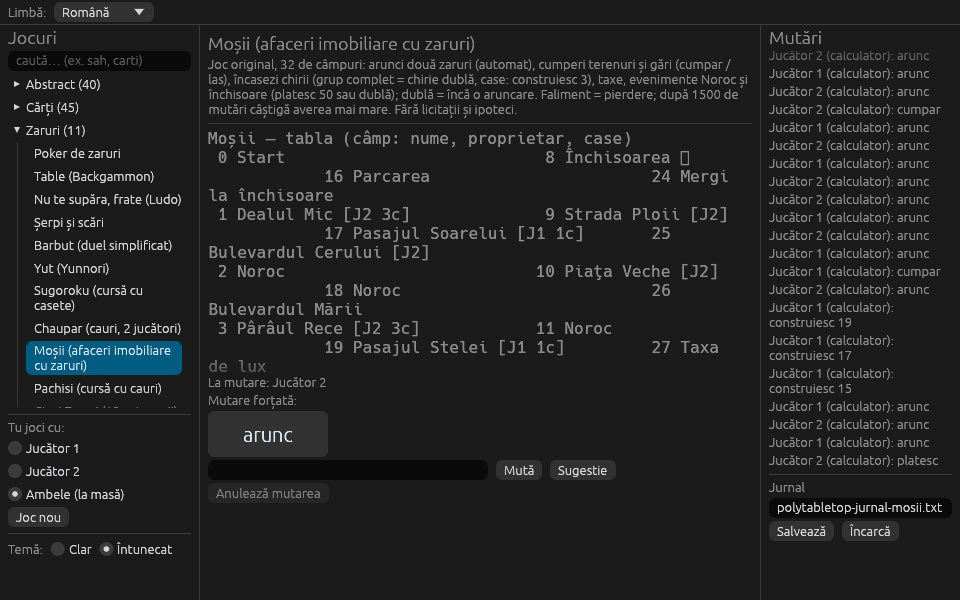 Limbă: Română
Jocuri
caută... (ex. sah, carti)
Abstract (40)
Cărți (45)
Zaruri (11)
Poker de zaruri
Table (Backgammon)
Nu te supăra, frate (Ludo)
Șerpi și scări
Barbut (duel simplificat)
Yut (Yunnori)
Sugoroku (cursă cu
casete)
Chaupar (cauri, 2 jucători)
Moșii (afaceri imobiliare
cu zaruri)
Pachisi (cursă cu cauri)
Tu joci cu:
Jucător 1
Jucător 2
Ambele (la masă)
Joc nou
Temă: Clar Întunecat
Moșii (afaceri imobiliare cu zaruri)
Joc original, 32 de câmpuri: arunci două zaruri (automat), cumperi terenuri și gări (cumpar /
las), încasezi chirii (grup complet = chirie dublă, case: construiesc 3), taxe, evenimente Noroc și
închisoare (platesc 50 sau dublă); dublă = încă o aruncare. Faliment = pierdere; după 1500 de
mutări câștigă averea mai mare. Fără licitații și ipoteci.
Moșii — tabla (câmp: nume, proprietar, case)
0 Start 8 Închisoarea
16 Parcarea 24 Mergi
la închisoare
1 Dealul Mic [J2 3c] 9 Strada Ploii [J2]
17 Pasajul Soarelui [J1 1c] 25
Bulevardul Cerului [J2]
2 Noroc 10 Piața Veche [J2]
18 Noroc 26
Bulevardul Mării
3 Pârâul Rece [J2 3c] 11 Noroc
19 Pasajul Stelei [J1 1c] 27 Taxa
de lux
La mutare: Jucător 2
Mutare forțată:
arunc
Mută Sugestie
Anulează mutarea
Mutări
Jucător 2 (calculator): arunc
Jucător 1 (calculator): arunc
Jucător 2 (calculator): arunc
Jucător 2 (calculator): cumpar
Jucător 1 (calculator): arunc
Jucător 2 (calculator): arunc
Jucător 1 (calculator): arunc
Jucător 2 (calculator): arunc
Jucător 2 (calculator): arunc
Jucător 1 (calculator): arunc
Jucător 2 (calculator): arunc
Jucător 1 (calculator): arunc
Jucător 1 (calculator): cumpar
Jucător 2 (calculator): arunc
Jucător 1 (calculator):
construiesc 19
Jucător 1 (calculator):
construiesc 17
Jucător 1 (calculator):
construiesc 15
Jucător 1 (calculator): arunc
Jucător 2 (calculator): arunc
Jucător 1 (calculator): arunc
Jucător 2 (calculator): platesc
Jurnal
polytabletop-jurnal-mosii.txt
Salvează Încarcă